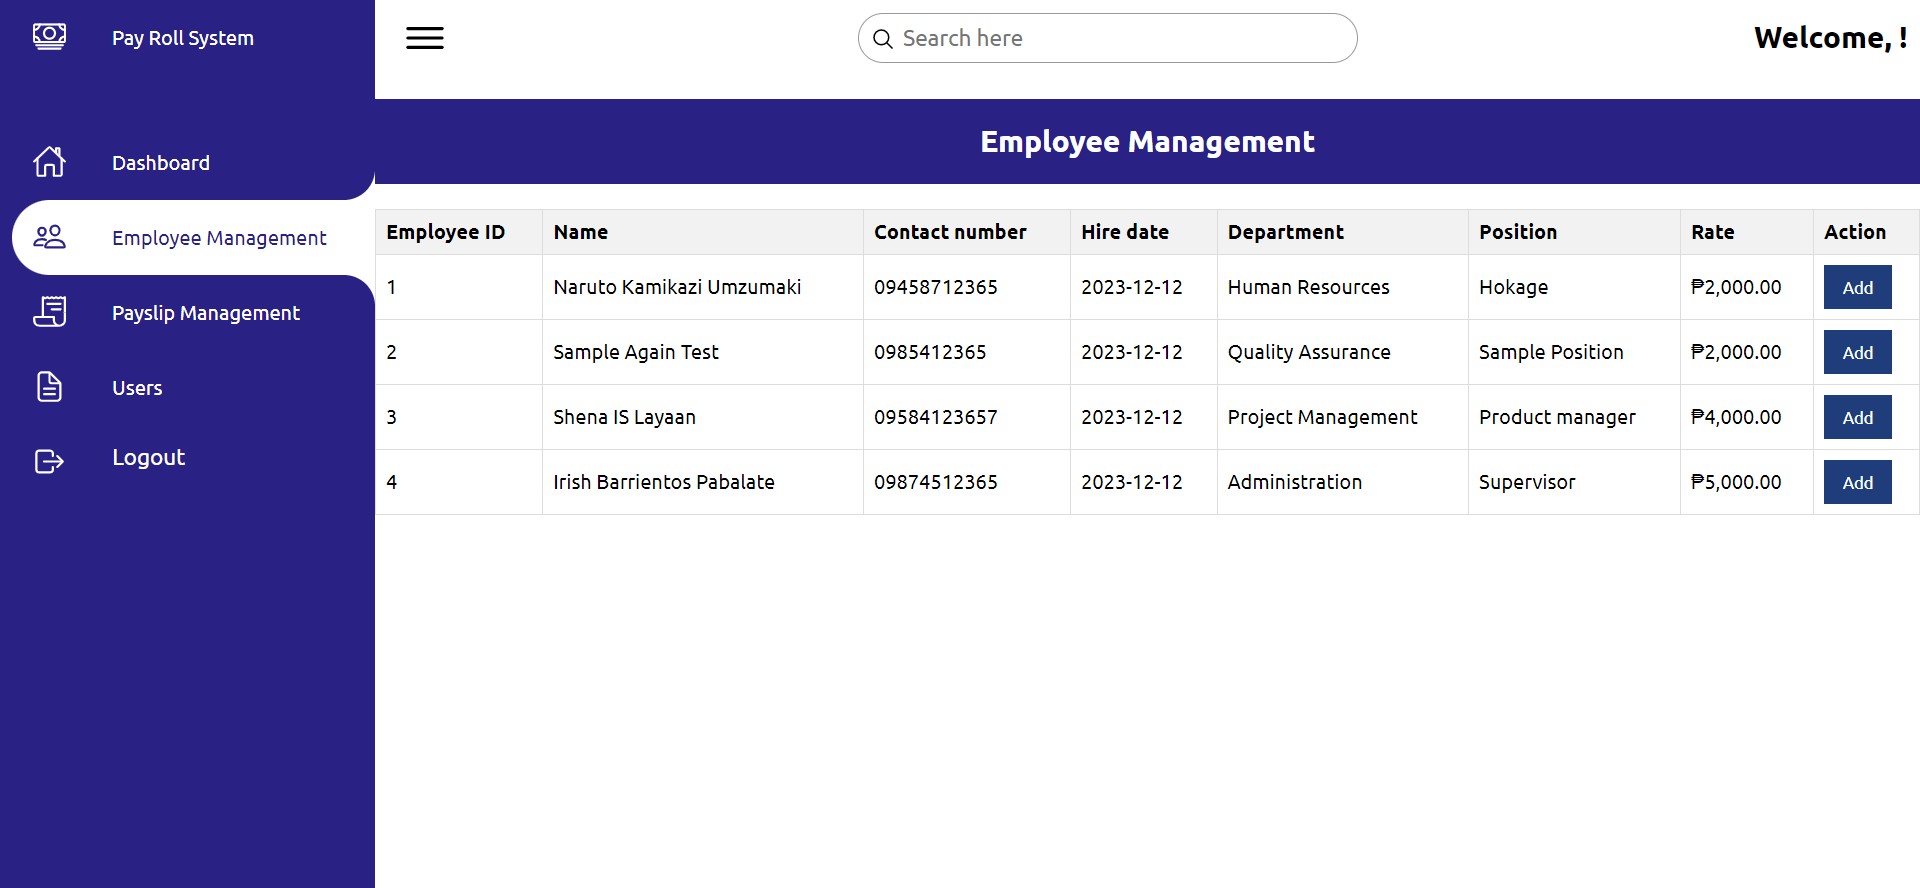 Pay Roll System
Search here
Welcome, !
Dashboard
Employee Management
Payslip Management
Users
Logout
Employee Management
Employee ID Name Contact number Hire date Department Position Rate Action
1 Naruto Kamikazi Umzumaki 09458712365 2023-12-12 Human Resources Hokage ₱2,000.00 Add
2 Sample Again Test 0985412365 2023-12-12 Quality Assurance Sample Position ₱2,000.00 Add
3 Shena IS Layaan 09584123657 2023-12-12 Project Management Product manager ₱4,000.00 Add
4 Irish Barrientos Pabalate 09874512365 2023-12-12 Administration Supervisor ₱5,000.00 Add